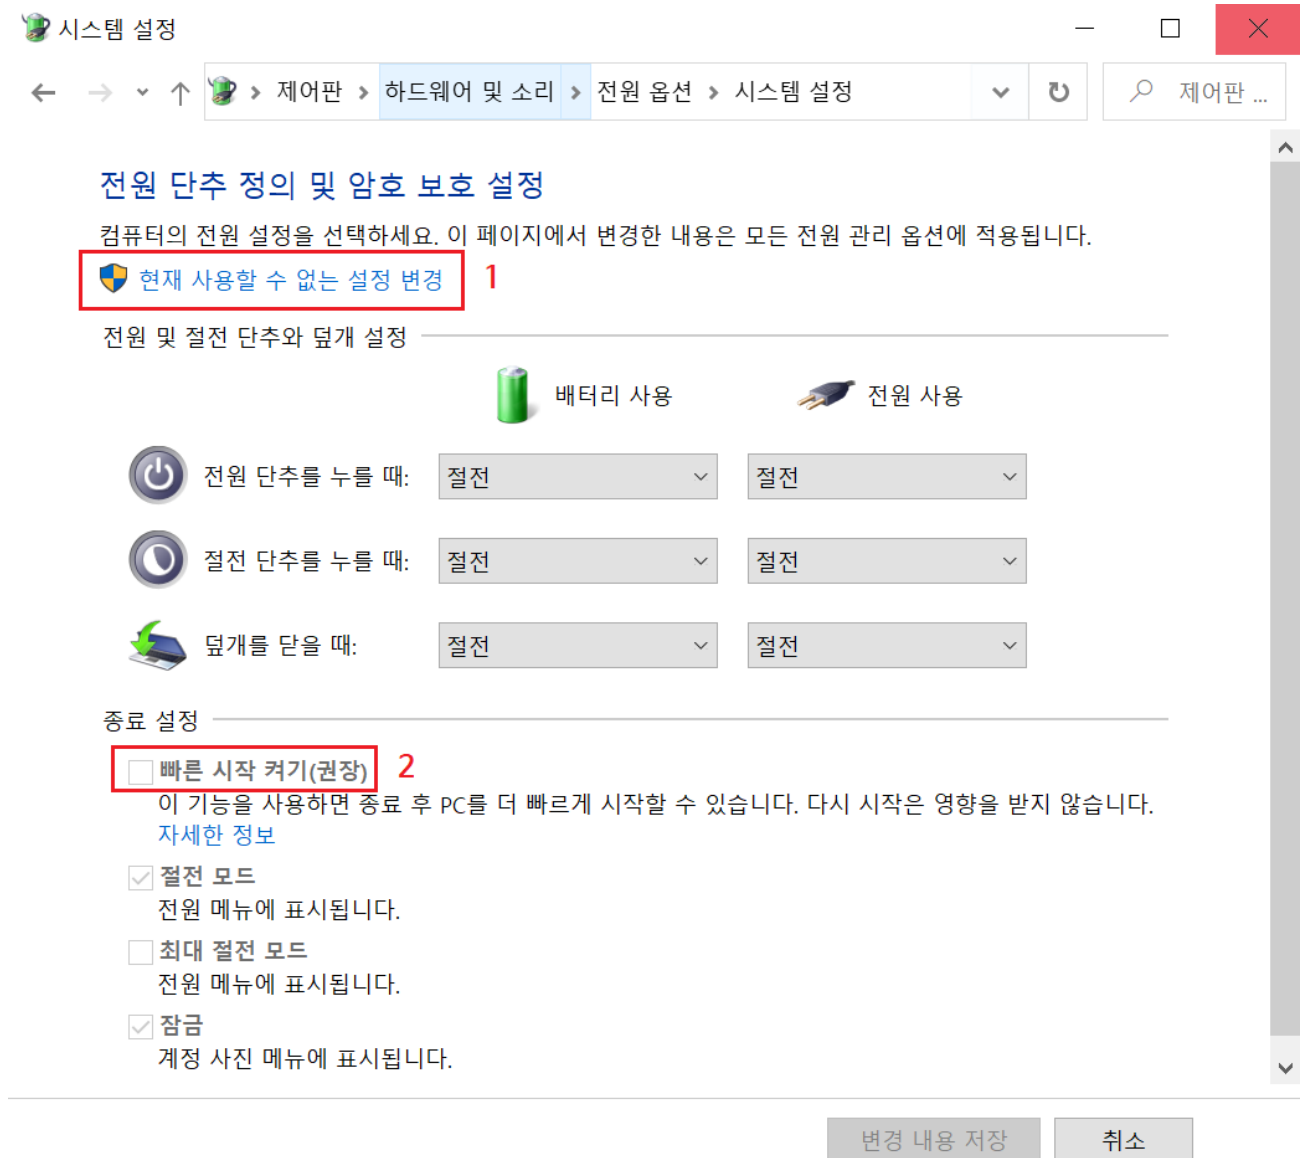 시스템 설정
제어판 하드웨어 및 소리 전원 옵션 시스템 설정 제어판 ...
전원 단추 정의 및 암호 보호 설정
컴퓨터의 전원 설정을 선택하세요. 이 페이지에서 변경한 내용은 모든 전원 관리 옵션에 적용됩니다.
현재 사용할 수 없는 설정 변경 1
전원 및 절전 단추와 덮개 설정
배터리 사용 전원 사용
전원 단추를 누를 때: 절전 절전
절전 단추를 누를 때: 절전 절전
덮개를 닫을 때: 절전 절전
종료 설정
빠른 시작 켜기(권장) 2
이 기능을 사용하면 종료 후 PC를 더 빠르게 시작할 수 있습니다. 다시 시작은 영향을 받지 않습니다.
자세한 정보
절전 모드
전원 메뉴에 표시됩니다.
최대 절전 모드
전원 메뉴에 표시됩니다.
잠금
계정 사진 메뉴에 표시됩니다.
변경 내용 저장 취소